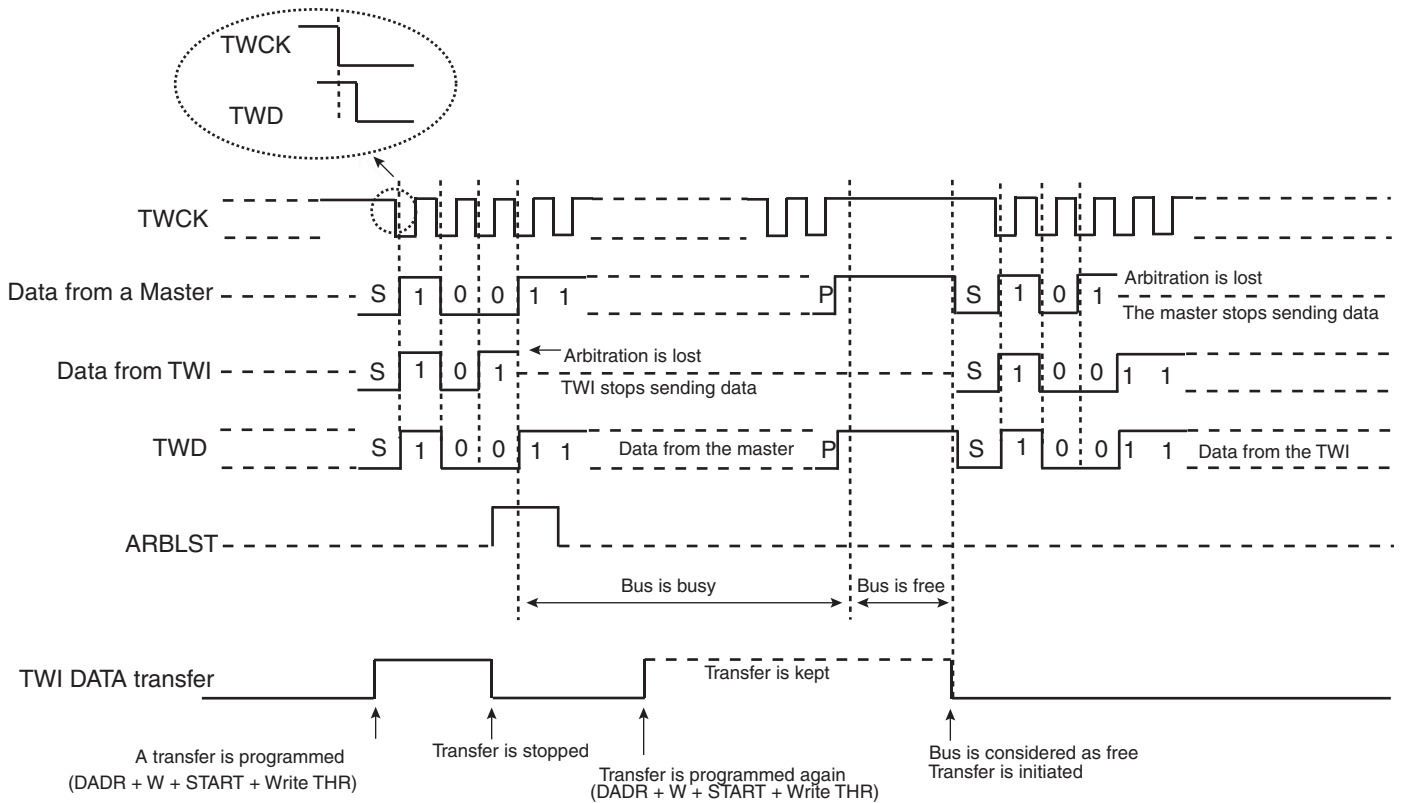 TWCK
TWD
TWCK
Data from a Master S 1 0 0 1 1 P S 1 0 1 Arbitration is lost
The master stops sending data
Data from TWI S 1 0 1 Arbitration is lost S 1 0 0 1 1
TWI stops sending data
TWD S 1 0 0 1 1 Data from the master P S 1 0 0 1 1 Data from the TWI
ARBLST
Bus is busy Bus is free
TWI DATA transfer Transfer is kept
A transfer is programmed
(DADR + W + START + Write THR)
Transfer is stopped
Transfer is programmed again
(DADR + W + START + Write THR)
Bus is considered as free
Transfer is initiated